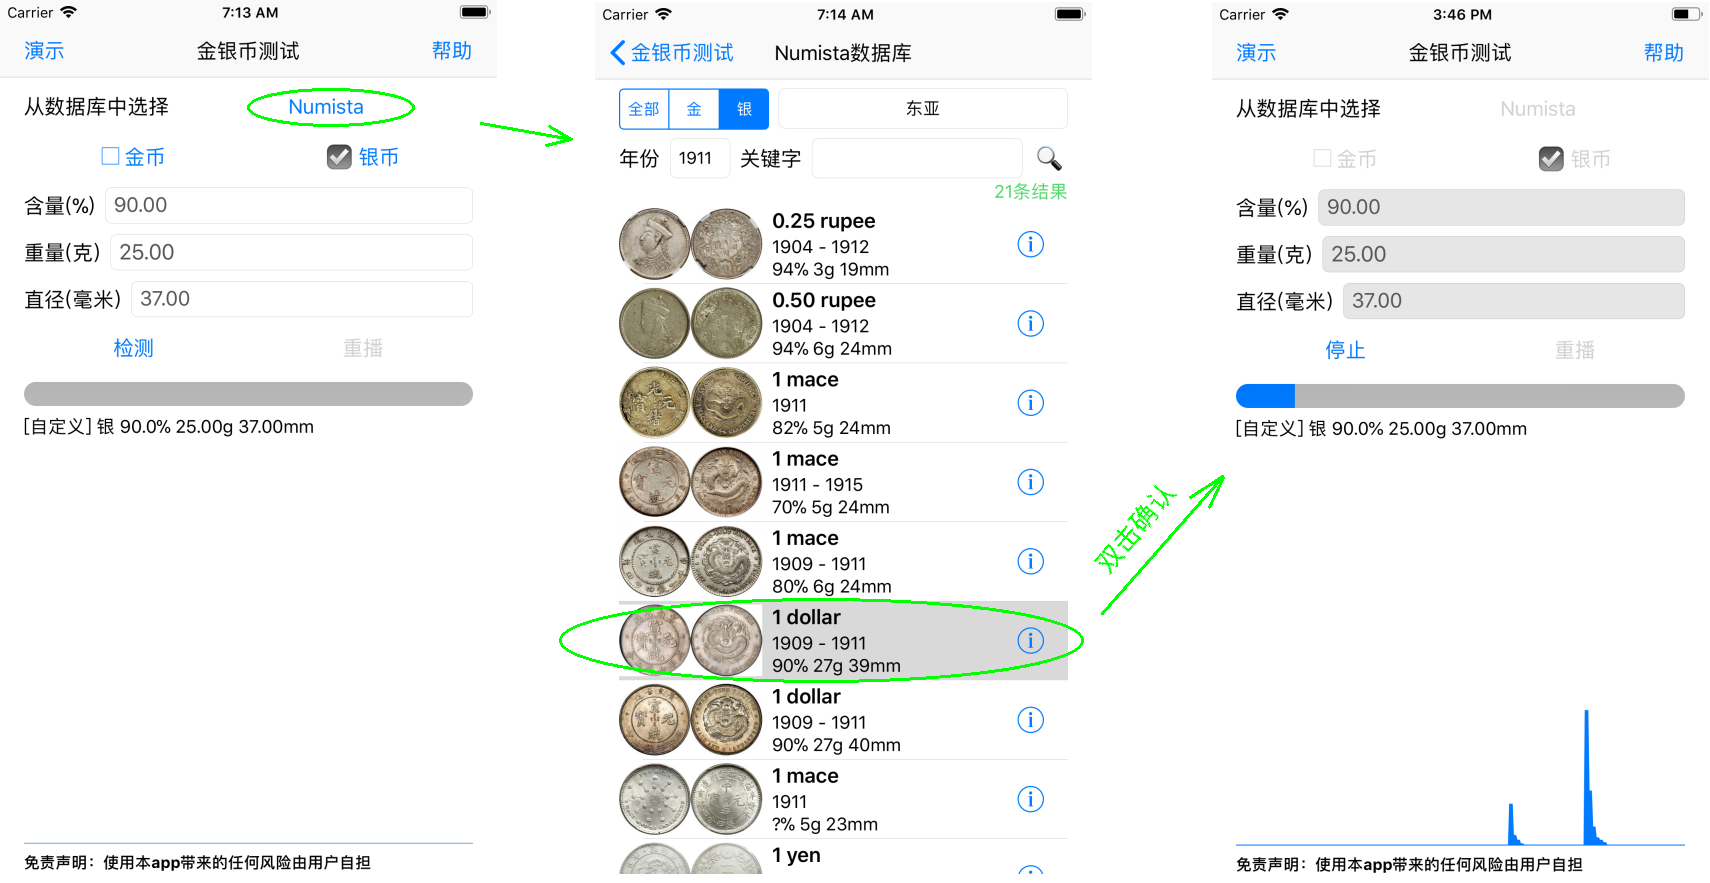 Carrier 7:13 AM
演示 金银币测试 帮助
从数据库中选择 Numista
金币 银币
含量(%) 90.00
重量(克) 25.00
直径(毫米) 37.00
检测 重播
[自定义] 银 90.0% 25.00g 37.00mm
免责声明：使用本app带来的任何风险由用户自担
Carrier 7:14 AM
金银币测试 Numista数据库
全部 金 银 东亚
年份 1911 关键字
21条结果
0.25 rupee
1904 - 1912
94% 3g 19mm
0.50 rupee
1904 - 1912
94% 6g 24mm
1 mace
1911
82% 5g 24mm
1 mace
1911 - 1915
70% 5g 24mm
1 mace
1909 - 1911
80% 6g 24mm
1 dollar
1909 - 1911
90% 27g 39mm
1 dollar
1909 - 1911
90% 27g 40mm
1 mace
1911
?% 5g 23mm
1 yen
双击确认
Carrier 3:46 PM
演示 金银币测试 帮助
从数据库中选择 Numista
金币 银币
含量(%) 90.00
重量(克) 25.00
直径(毫米) 37.00
停止 重播
[自定义] 银 90.0% 25.00g 37.00mm
免责声明：使用本app带来的任何风险由用户自担